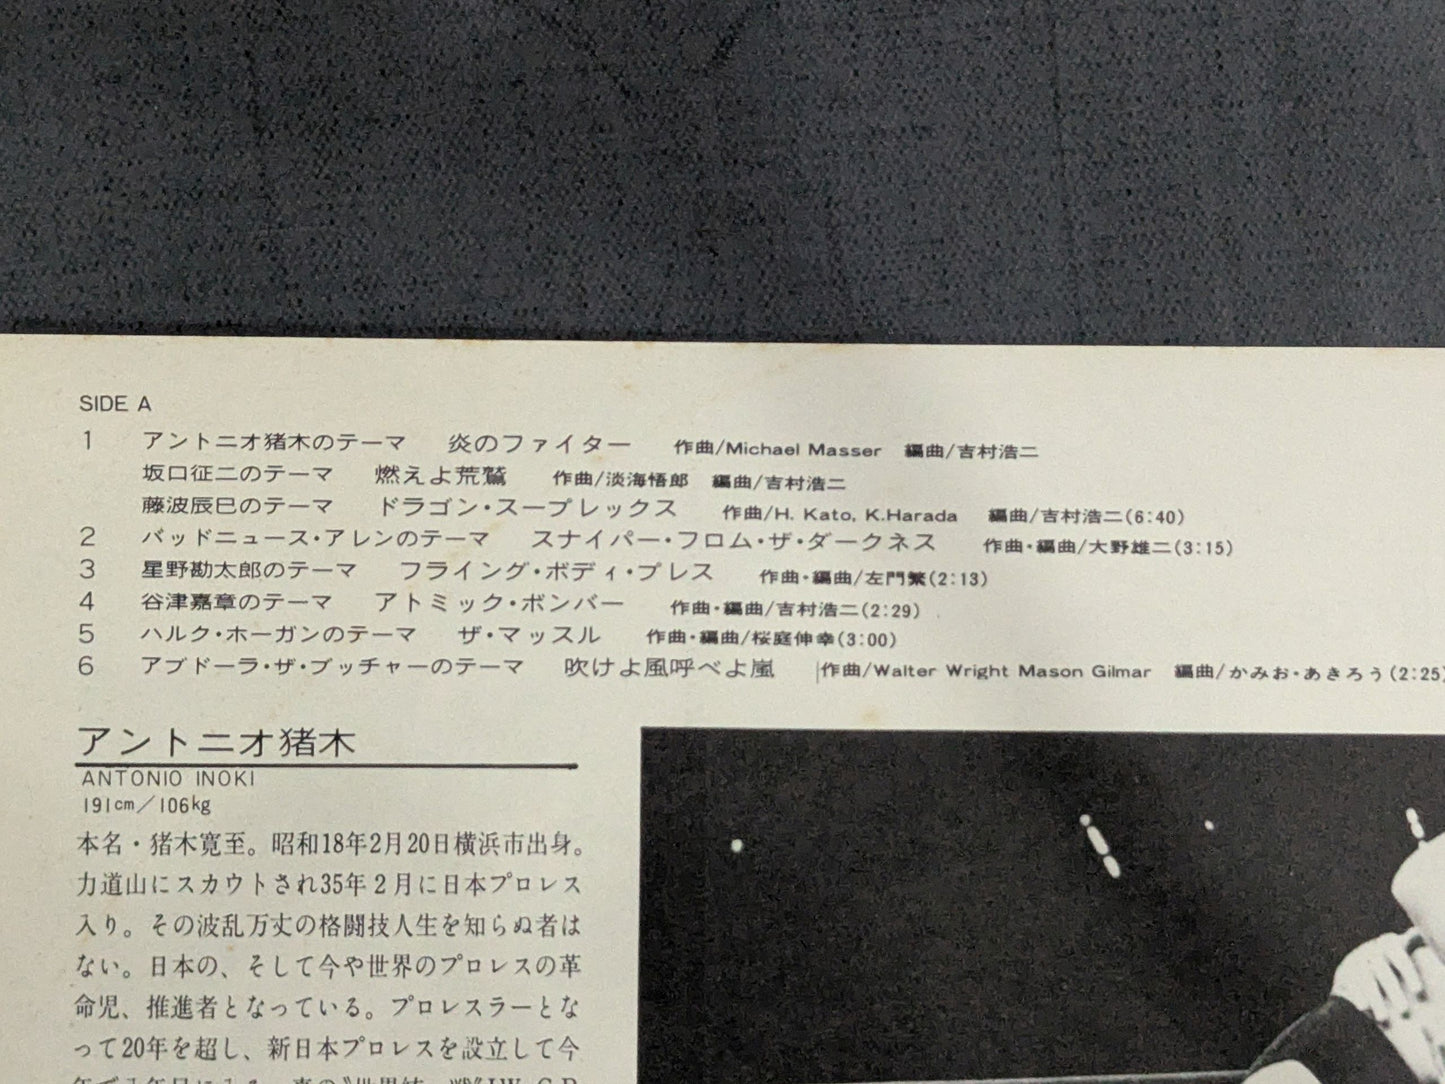 SIDE A
1 アントニオ猪木のテーマ 炎のファイター 作曲/Michael Masser 編曲/吉村浩二
坂口征二のテーマ 燃えよ荒鷲 作曲/淡海悟郎 編曲/吉村浩二
藤波辰巳のテーマ ドラゴン・スープレックス 作曲/H. Kato, K.Harada 編曲/吉村浩二(6:40)
2 バッドニュース・アレンのテーマ スナイパー・フロム・ザ・ダークネス 作曲・編曲/大野雄二(3:15)
3 星野勘太郎のテーマ フライング・ボディ・プレス 作曲・編曲/左門繁(2:13)
4 谷津嘉章のテーマ アトミック・ボンバー 作曲・編曲/吉村浩二(2:29)
5 ハルク・ホーガンのテーマ ザ・マッスル 作曲・編曲/桜庭伸幸(3:00)
6 アブドーラ・ザ・ブッチャーのテーマ 吹けよ風呼べよ嵐 作曲/Walter Wright Mason Gilmar 編曲/かみお・あきろう(2:25)
アントニオ猪木
ANTONIO INOKI
191cm/106kg
本名・猪木寛至。昭和18年2月20日横浜市出身。
力道山にスカウトされ35年2月に日本プロレス
入り。その波乱万丈の格闘技人生を知らぬ者は
ない。日本の、そして今や世界のプロレスの革
命児、推進者となっている。プロレスラーとな
って20年を超し、新日本プロレスを設立して今